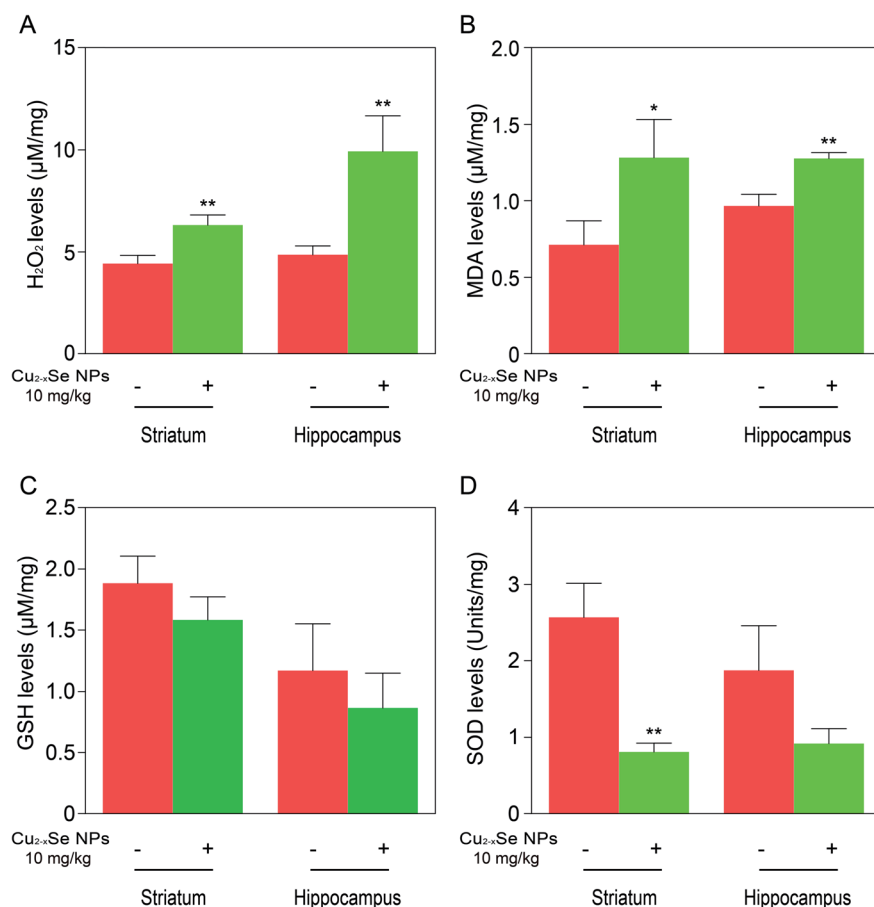 A
H₂O₂ levels (μM/mg)
15
10
5
0
**
**
Cu₂₋ₓSe NPs
10 mg/kg
- + - +
Striatum Hippocampus
B
MDA levels (μM/mg)
2.0
1.5
1.0
0.5
0
*
**
Cu₂₋ₓSe NPs
10 mg/kg
- + - +
Striatum Hippocampus
C
GSH levels (μM/mg)
2.5
2.0
1.5
1.0
0.5
0
Cu₂₋ₓSe NPs
10 mg/kg
- + - +
Striatum Hippocampus
D
SOD levels (Units/mg)
4
3
2
1
0
**
Cu₂₋ₓSe NPs
10 mg/kg
- + - +
Striatum Hippocampus